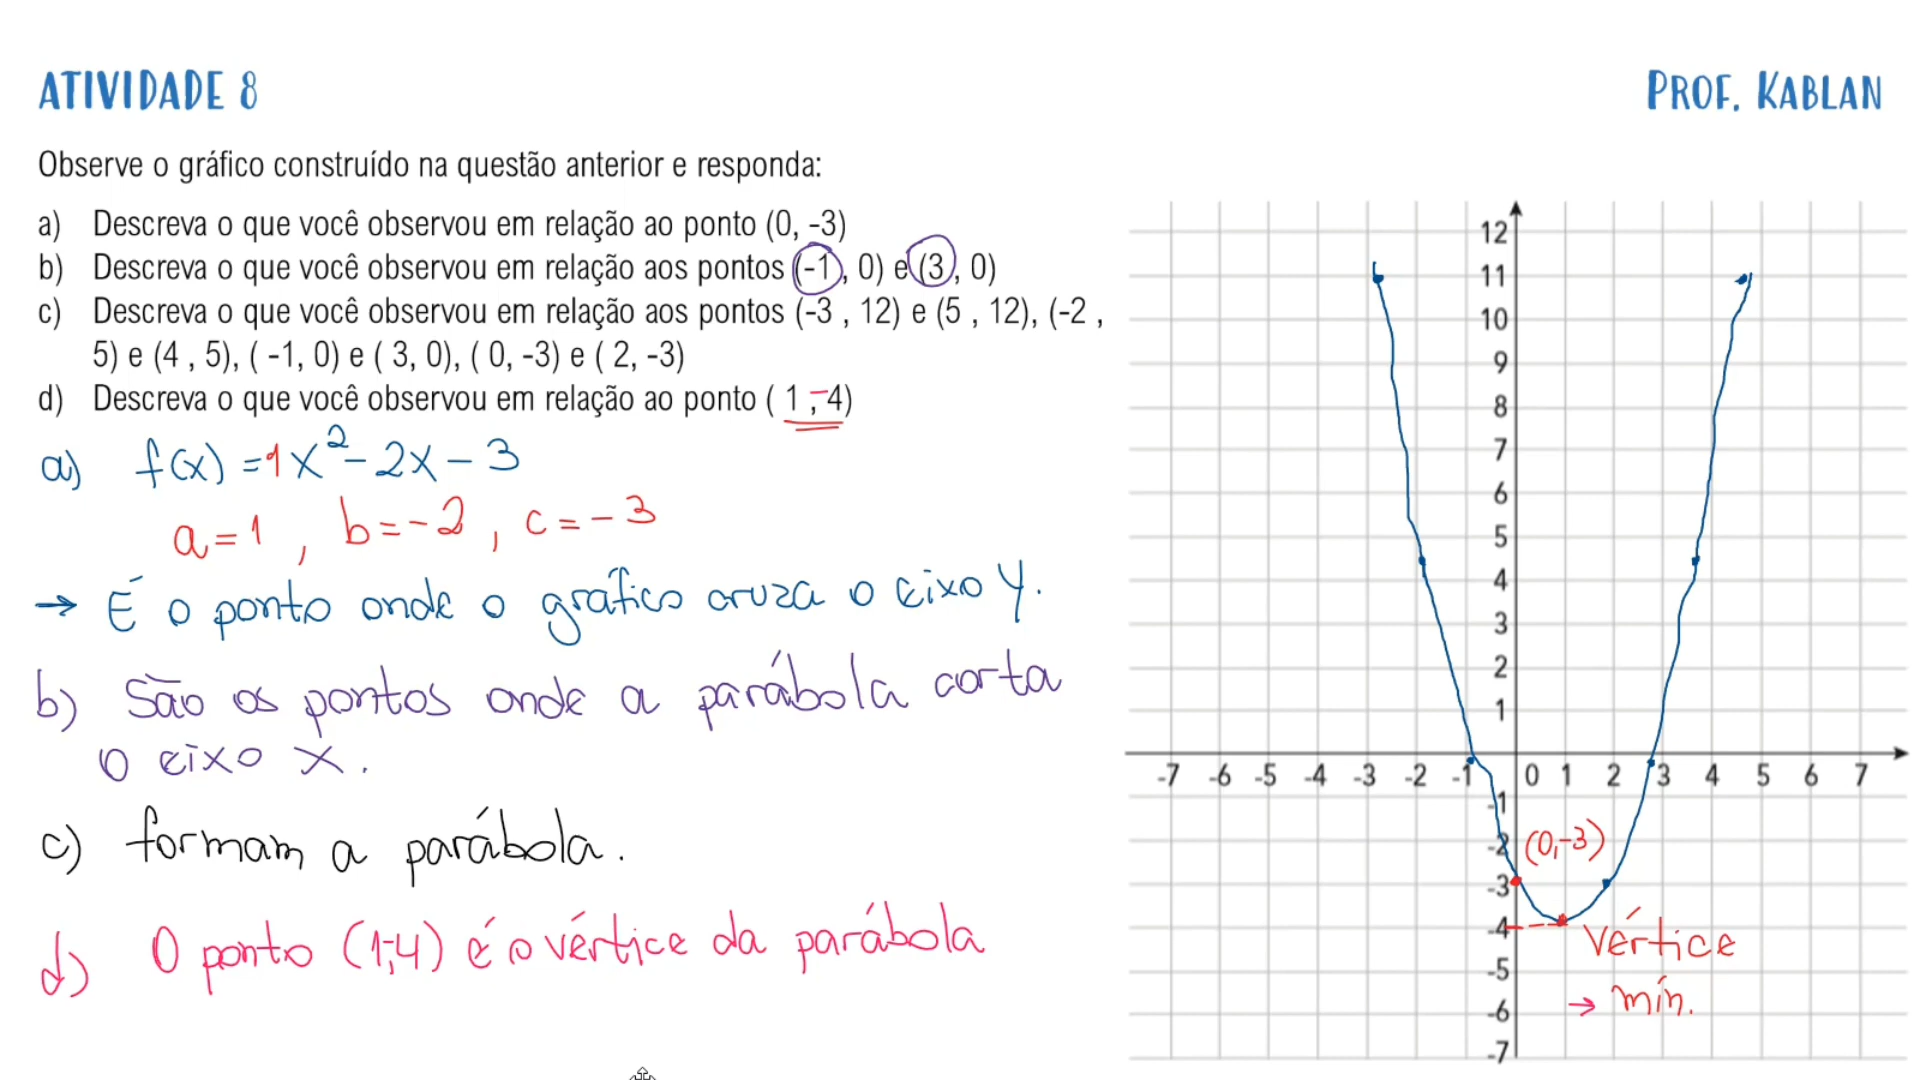 ATIVIDADE 8
PROF. KABLAN
Observe o gráfico construído na questão anterior e responda:
a) Descreva o que você observou em relação ao ponto (0, -3)
b) Descreva o que você observou em relação aos pontos (-1, 0) e (3, 0)
c) Descreva o que você observou em relação aos pontos (-3 , 12) e (5 , 12), (-2 ,
5) e (4 , 5), ( -1, 0) e ( 3, 0), ( 0, -3) e ( 2, -3)
d) Descreva o que você observou em relação ao ponto ( 1 , -4)
a) f(x) = 1x² - 2x - 3
a = 1 , b = -2 , c = -3
→ É o ponto onde o gráfico cruza o eixo y.
b) São os pontos onde a parábola corta
o eixo x.
c) formam a parábola.
d) O ponto (1,-4) é o vértice da parábola
12
11
10
9
8
7
6
5
4
3
2
1
-7 -6 -5 -4 -3 -2 -1 0 1 2 3 4 5 6 7
-1
-2 (0,-3)
-3
-4 vértice
-5
-6 → mín.
-7